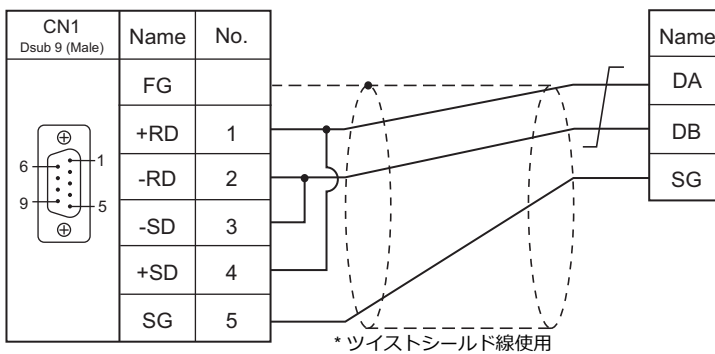 CN1
Dsub 9 (Male)
Name No.
FG
+RD 1
-RD 2
-SD 3
+SD 4
SG 5
6
1
9
5
Name
DA
DB
SG
* ツイストシールド線使用